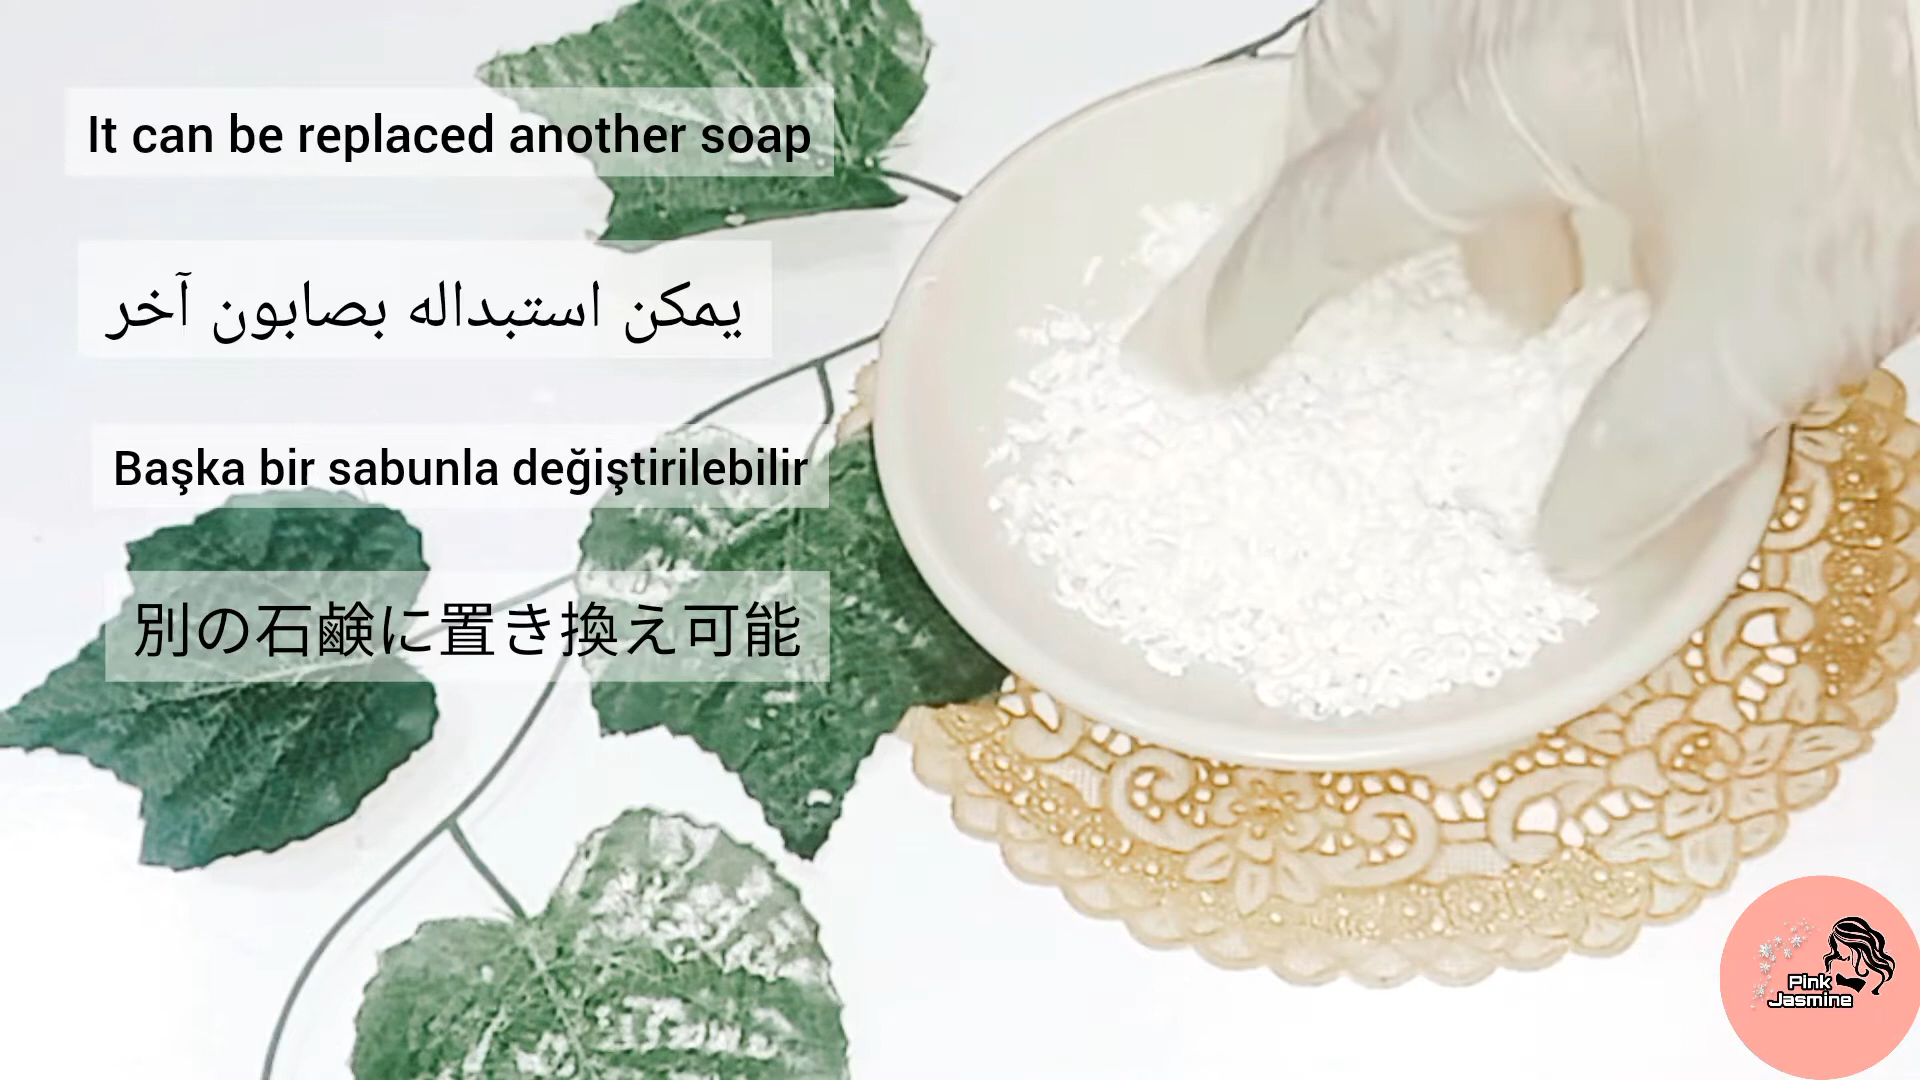 It can be replaced another soap
يمكن استبداله بصابون آخر
Başka bir sabunla değiştirilebilir
別の石鹸に置き換え可能
Pink
Jasmine